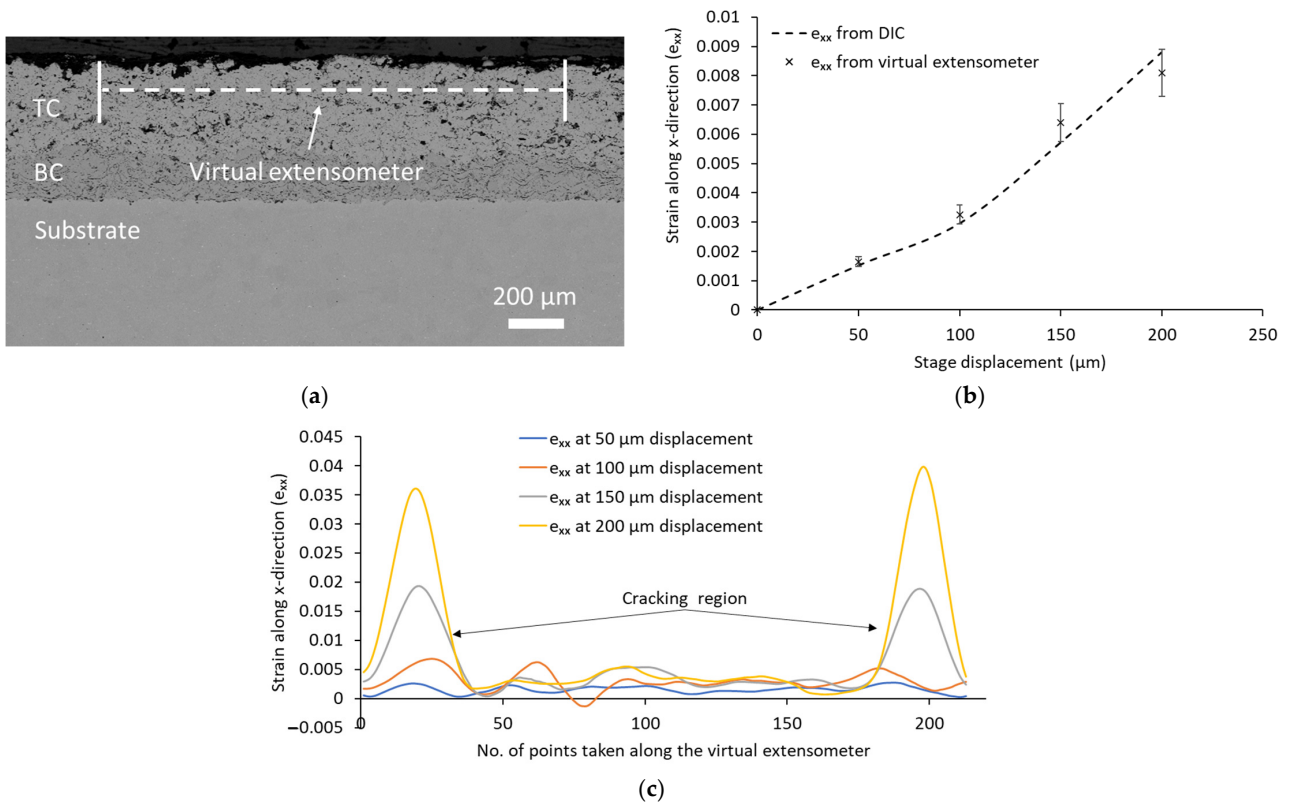 TC
Virtual extensometer
BC
Substrate
200 µm
(a)
Strain along x-direction (exx)
0.01
0.009
0.008
0.007
0.006
0.005
0.004
0.003
0.002
0.001
0
exx from DIC
exx from virtual extensometer
0 50 100 150 200 250
Stage displacement (µm)
(b)
Strain along x-direction (exx)
0.045
0.04
0.035
0.03
0.025
0.02
0.015
0.01
0.005
0
−0.005
exx at 50 µm displacement
exx at 100 µm displacement
exx at 150 µm displacement
exx at 200 µm displacement
Cracking region
0 50 100 150 200
No. of points taken along the virtual extensometer
(c)